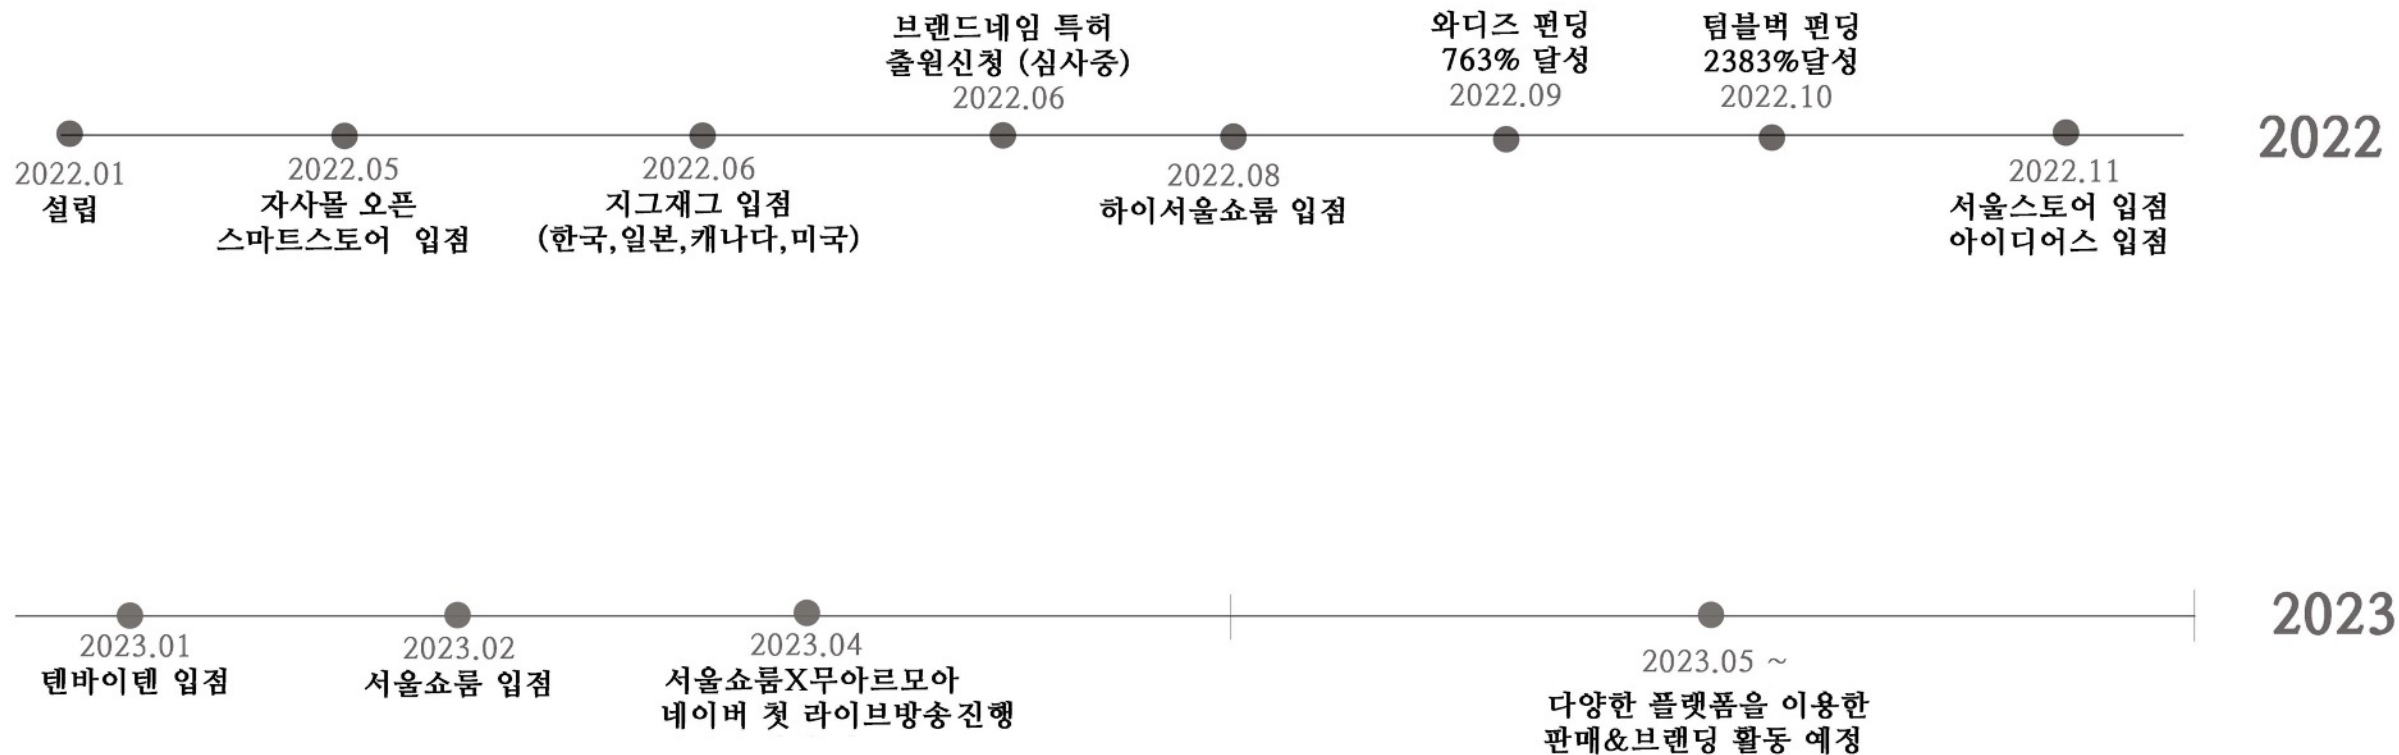 2022.01
설립
2022.05
자사몰 오픈
스마트스토어 입점
2022.06
지그재그 입점
(한국,일본,캐나다,미국)
브랜드네임 특허
출원신청 (심사중)
2022.06
2022.08
하이서울쇼룸 입점
와디즈 펀딩
763% 달성
2022.09
텀블벅 펀딩
2383%달성
2022.10
2022.11
서울스토어 입점
아이디어스 입점
2022
2023.01
텐바이텐 입점
2023.02
서울쇼룸 입점
2023.04
서울쇼룸X무아르모아
네이버 첫 라이브방송진행
2023.05 ~
다양한 플랫폼을 이용한
판매&브랜딩 활동 예정
2023